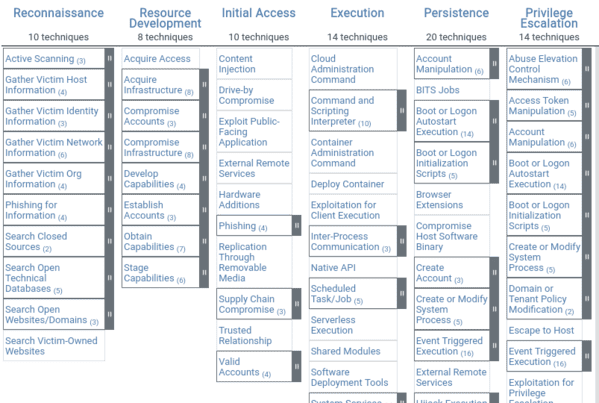 Reconnaissance
10 techniques
Active Scanning (3)
Gather Victim Host
Information (4)
Gather Victim Identity
Information (3)
Gather Victim Network
Information (6)
Gather Victim Org
Information (4)
Phishing for
Information (4)
Search Closed
Sources (2)
Search Open
Technical
Databases (5)
Search Open
Websites/Domains (3)
Search Victim-Owned
Websites
Resource
Development
8 techniques
Acquire Access
Acquire
Infrastructure (8)
Compromise
Accounts (3)
Compromise
Infrastructure (8)
Develop
Capabilities (4)
Establish
Accounts (3)
Obtain
Capabilities (7)
Stage
Capabilities (6)
Initial Access
10 techniques
Content
Injection
Drive-by
Compromise
Exploit Public-
Facing
Application
External Remote
Services
Hardware
Additions
Phishing (4)
Replication
Through
Removable
Media
Supply Chain
Compromise (3)
Trusted
Relationship
Valid
Accounts (4)
Execution
14 techniques
Cloud
Administration
Command
Command and
Scripting
Interpreter (10)
Container
Administration
Command
Deploy Container
Exploitation for
Client Execution
Inter-Process
Communication (3)
Native API
Scheduled
Task/Job (5)
Serverless
Execution
Shared Modules
Software
Deployment Tools
System Services
Persistence
20 techniques
Account
Manipulation (6)
BITS Jobs
Boot or Logon
Autostart
Execution (14)
Boot or Logon
Initialization
Scripts (5)
Browser
Extensions
Compromise
Host Software
Binary
Create
Account (3)
Create or Modify
System
Process (5)
Event Triggered
Execution (16)
External Remote
Services
Hijack Execution
Privilege
Escalation
14 techniques
Abuse Elevation
Control
Mechanism (6)
Access Token
Manipulation (5)
Account
Manipulation (6)
Boot or Logon
Autostart
Execution (14)
Boot or Logon
Initialization
Scripts (5)
Create or Modify
System
Process (5)
Domain or
Tenant Policy
Modification (2)
Escape to Host
Event Triggered
Execution (16)
Exploitation for
Privilege
Escalation